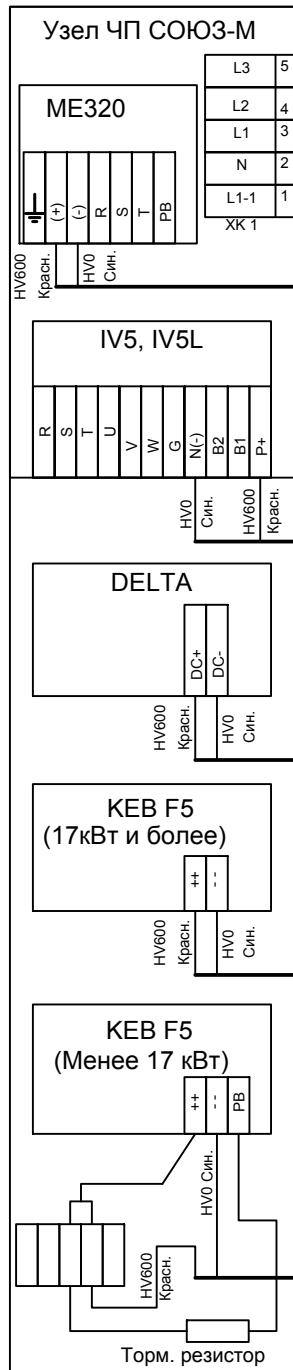 Узел ЧП СОЮЗ-М
L3 5
L2 4
L1 3
N 2
L1-1 1
XK 1
ME320
(+)
(-)
R
S
T
PB
HV600
Красн.
HV0
Син.
IV5, IV5L
R
S
T
U
V
W
G
N(-)
B2
B1
P+
HV0
Син.
HV600
Красн.
DELTA
DC+
DC-
HV600
Красн.
HV0
Син.
KEB F5
(17кВт и более)
++
--
HV600
Красн.
HV0
Син.
KEB F5
(Менее 17 кВт)
++
--
PB
HV0 Син.
HV600
Красн.
Торм. резистор